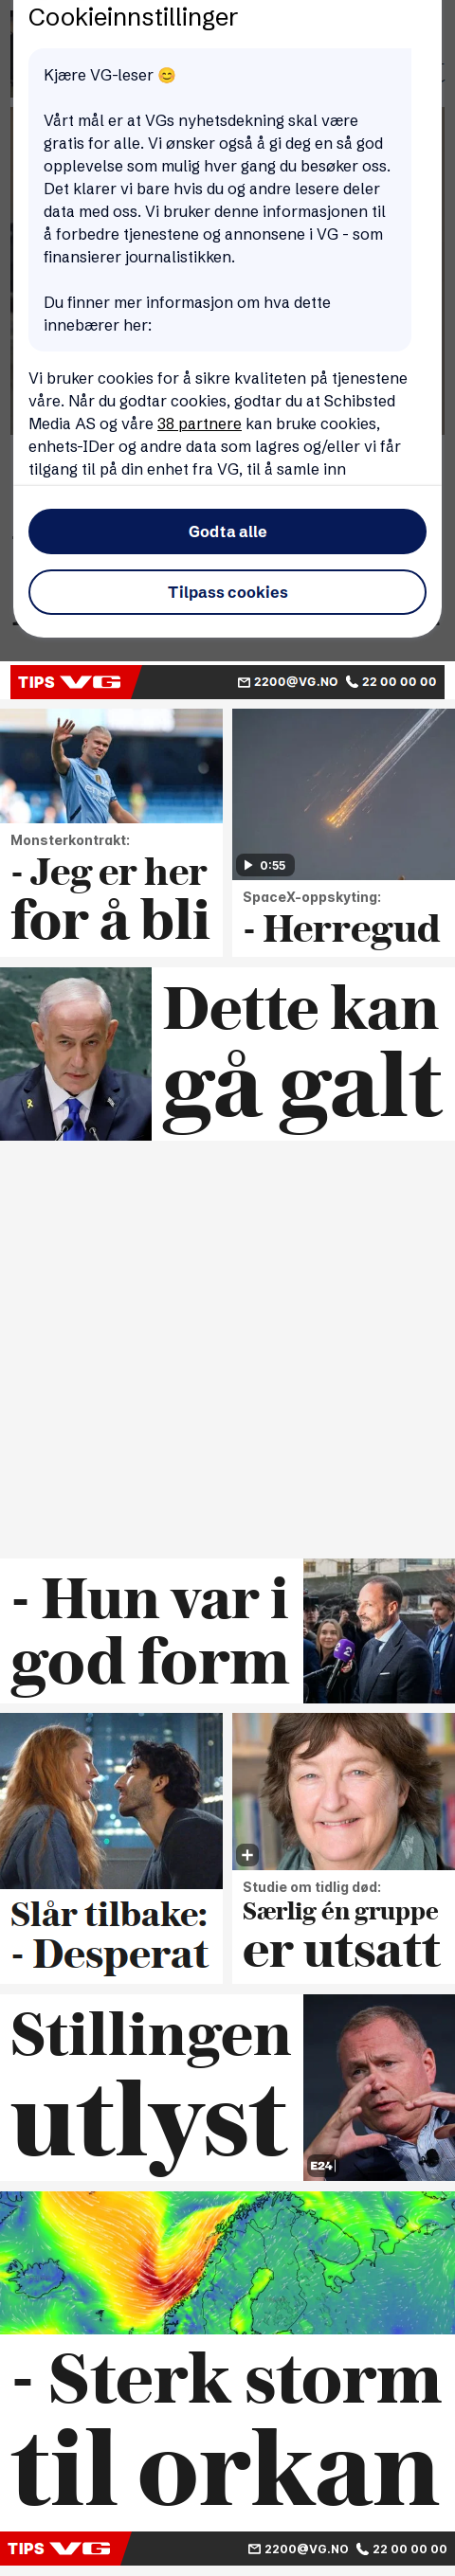 Cookieinnstillinger
Kjære VG-leser 😊
Vårt mål er at VGs nyhetsdekning skal være
gratis for alle. Vi ønsker også å gi deg en så god
opplevelse som mulig hver gang du besøker oss.
Det klarer vi bare hvis du og andre lesere deler
data med oss. Vi bruker denne informasjonen til
å forbedre tjenestene og annonsene i VG - som
finansierer journalistikken.
Du finner mer informasjon om hva dette
innebærer her:
Vi bruker cookies for å sikre kvaliteten på tjenestene
våre. Når du godtar cookies, godtar du at Schibsted
Media AS og våre 38 partnere kan bruke cookies,
enhets-IDer og andre data som lagres og/eller vi får
tilgang til på din enhet fra VG, til å samle inn
Godta alle
Tilpass cookies
TIPS VG 2200@VG.NO 22 00 00 00
Monsterkontrakt:
- Jeg er her
for å bli
0:55
SpaceX-oppskyting:
- Herregud
Dette kan
gå galt
- Hun var i
god form
2
Slår tilbake:
- Desperat
Studie om tidlig død:
Særlig én gruppe
er utsatt
Stillingen
utlyst
E24
- Sterk storm
til orkan
TIPS VG 2200@VG.NO 22 00 00 00